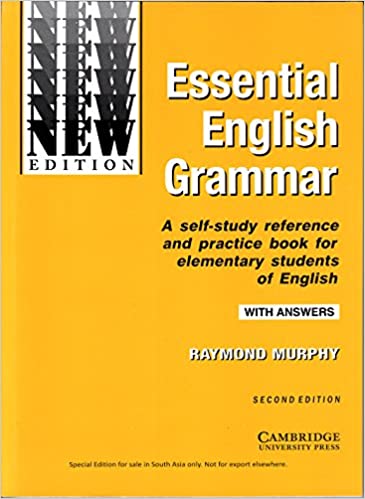 NEW
NEW
NEW
NEW
NEW
EDITION
Essential
English
Grammar
A self-study reference
and practice book for
elementary students
of English
WITH ANSWERS
RAYMOND MURPHY
SECOND EDITION
CAMBRIDGE
UNIVERSITY PRESS
Special Edition for sale in South Asia only. Not for export elsewhere.